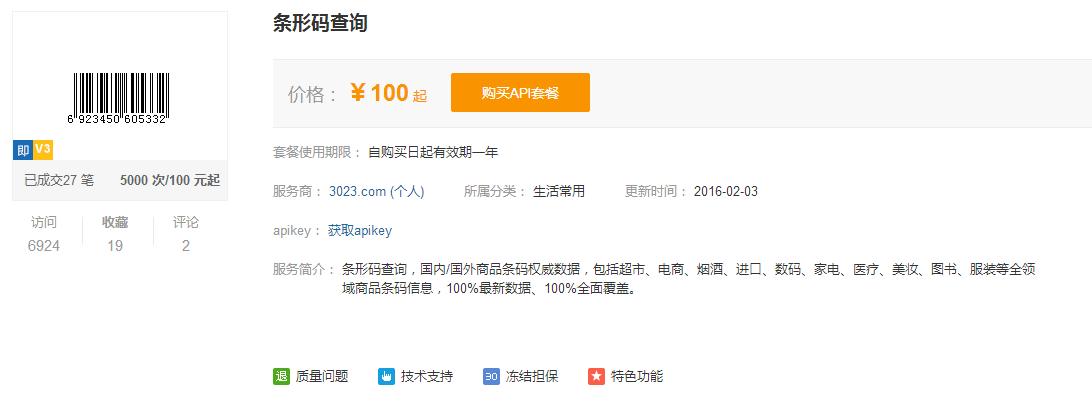 条形码查询
价格： ¥100 起 购买API套餐
6 923450 605332
即 V3
已成交27 笔 5000 次/100 元起
访问 收藏 评论
6924 19 2
套餐使用期限： 自购买日起有效期一年
服务商： 3023.com (个人) 所属分类： 生活常用 更新时间： 2016-02-03
apikey： 获取apikey
服务简介： 条形码查询，国内/国外商品条码权威数据，包括超市、电商、烟酒、进口、数码、家电、医疗、美妆、图书、服装等全领
域商品条码信息，100%最新数据、100%全面覆盖。
退 质量问题 技术支持 30 冻结担保 特色功能